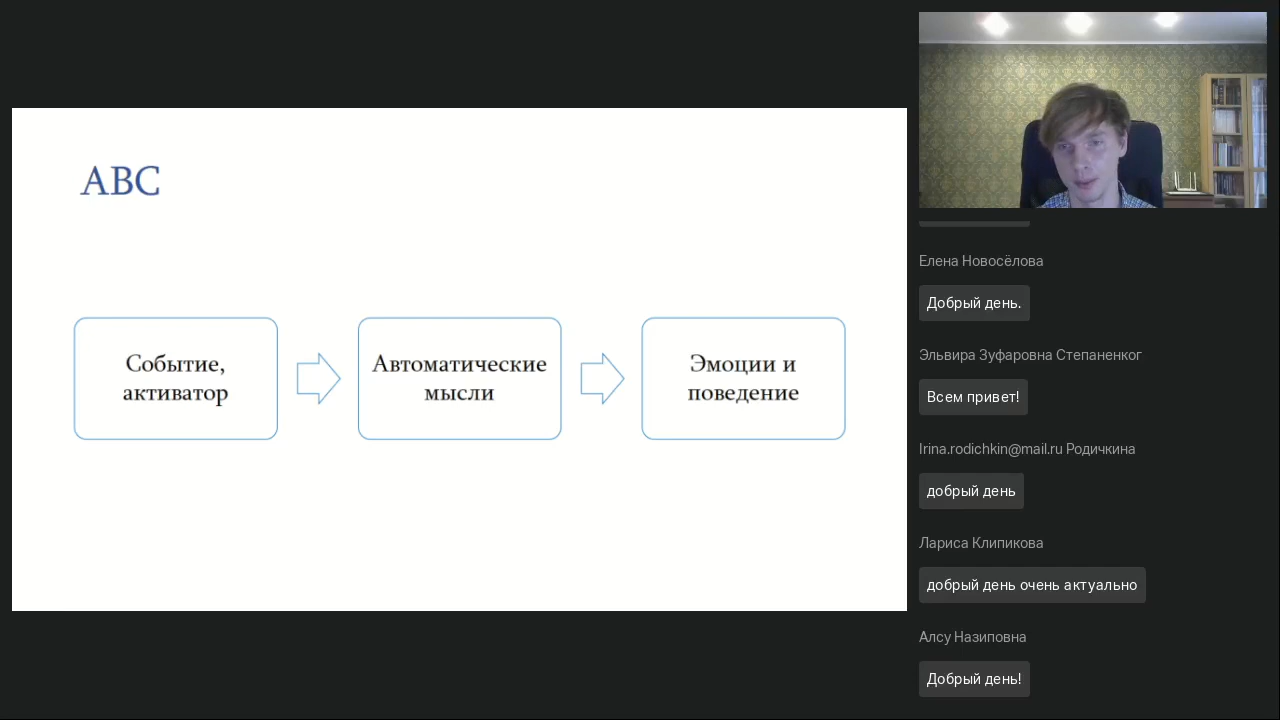 ABC
Событие,
активатор
Автоматические
мысли
Эмоции и
поведение
Елена Новосёлова
Добрый день.
Эльвира Зуфаровна Степаненког
Всем привет!
Irina.rodichkin@mail.ru Родичкина
добрый день
Лариса Клипикова
добрый день очень актуально
Алсу Назиповна
Добрый день!